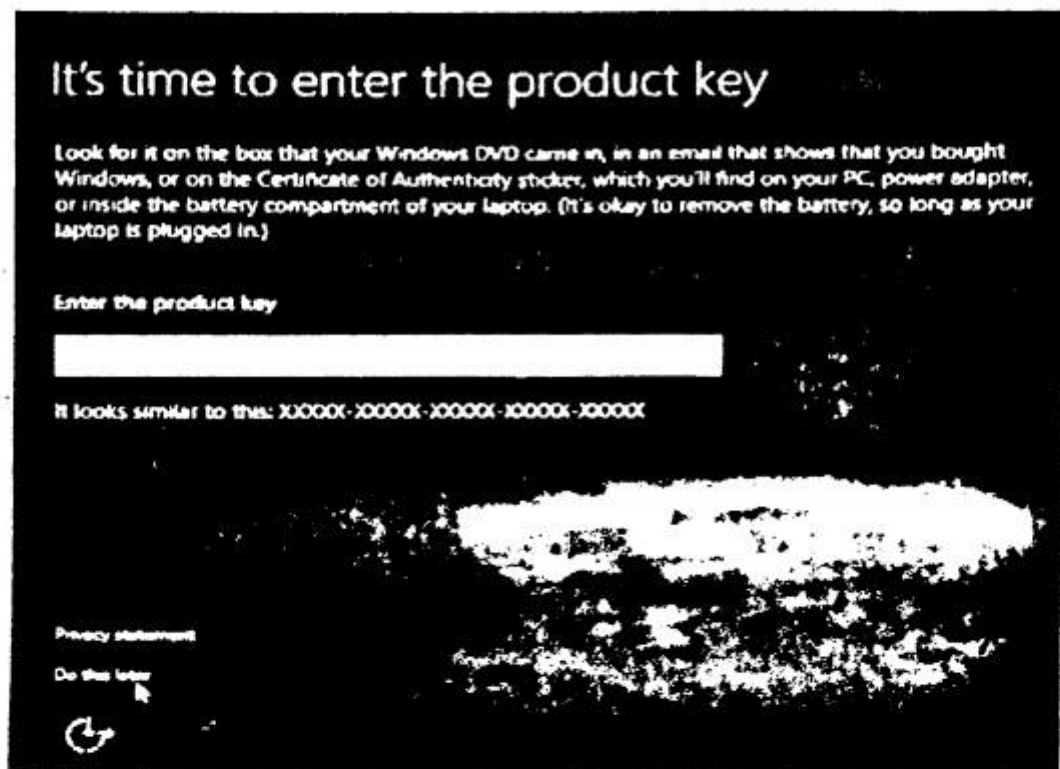 It's time to enter the product key
Look for it on the box that your Windows DVD came in, in an email that shows that you bought
Windows, or on the Certificate of Authenticity sticker, which you'll find on your PC, power adapter,
or inside the battery compartment of your laptop. (It's okay to remove the battery, so long as your
laptop is plugged in.)
Enter the product key
It looks similar to this: XXXXX-XXXXX-XXXXX-XXXXX-XXXXX
Privacy statement
Do this later